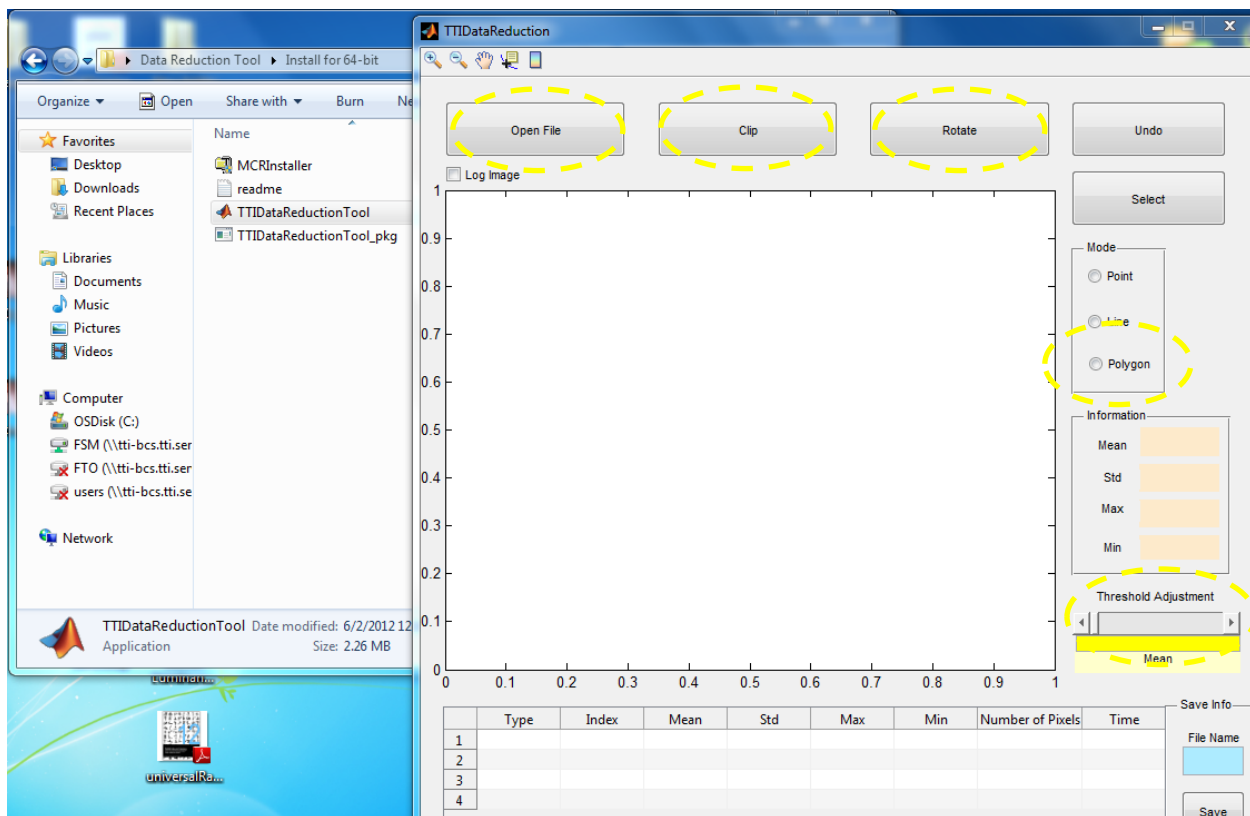 TTIDataReduction
Data Reduction Tool Install for 64-bit
Organize Open Share with Burn Ne
Favorites
Desktop
Downloads
Recent Places
Libraries
Documents
Music
Pictures
Videos
Computer
OSDisk (C:)
FSM (\\tti-bcs.tti.ser
FTO (\\tti-bcs.tti.ser
users (\\tti-bcs.tti.se
Network
Name
MCRInstaller
readme
TTIDataReductionTool
TTIDataReductionTool_pkg
TTIDataReductionTool Date modified: 6/2/2012 12
Application Size: 2.26 MB
universalRa...
Open File Clip Rotate Undo
Log Image
Select
1
0.9
0.8
0.7
0.6
0.5
0.4
0.3
0.2
0.1
0
0 0.1 0.2 0.3 0.4 0.5 0.6 0.7 0.8 0.9 1
Mode
Point
Line
Polygon
Information
Mean
Std
Max
Min
Threshold Adjustment
Mean
Type Index Mean Std Max Min Number of Pixels Time
1
2
3
4
Save Info
File Name
Save